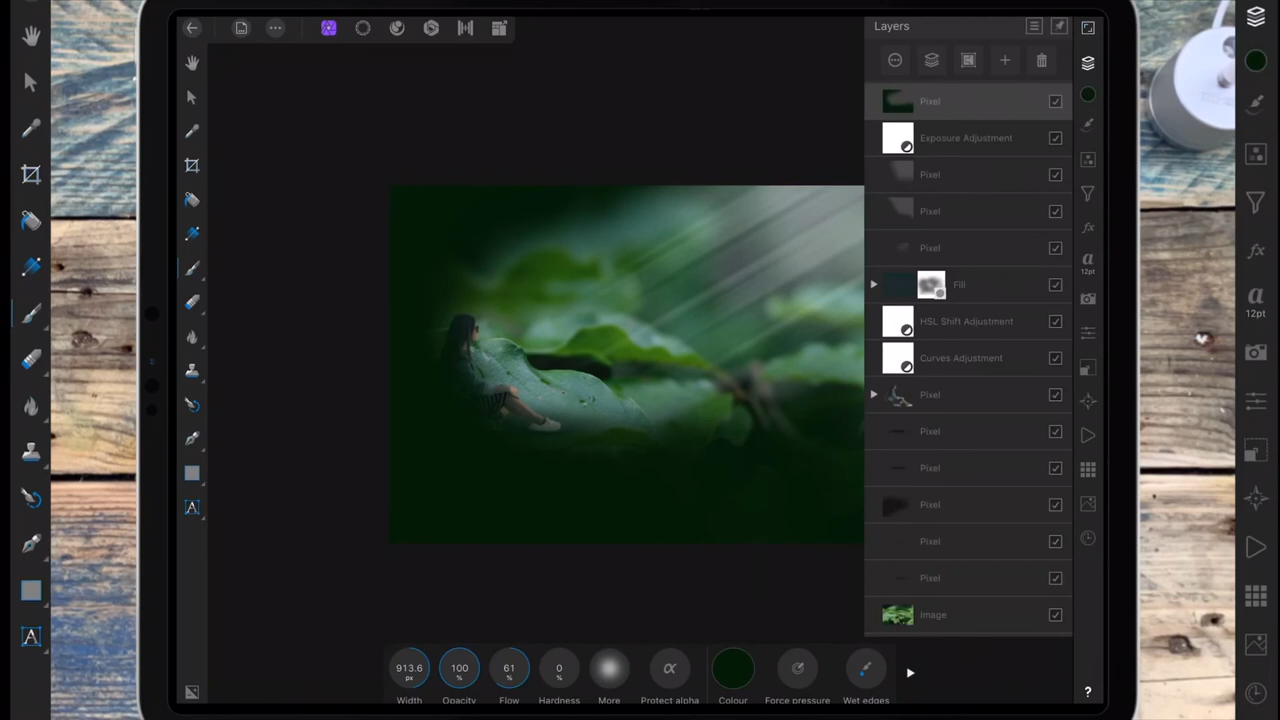 Layers
Pixel
Exposure Adjustment
Pixel
Pixel
Pixel
Fill
HSL Shift Adjustment
Curves Adjustment
Pixel
Pixel
Pixel
Pixel
Pixel
Pixel
Image
A
12pt
a
12pt
a
12pt
A
913.6
px
Width
100
%
Opacity
61
%
Flow
0
%
Hardness
More
Protect alpha
Colour
Force pressure
Wet edges
?